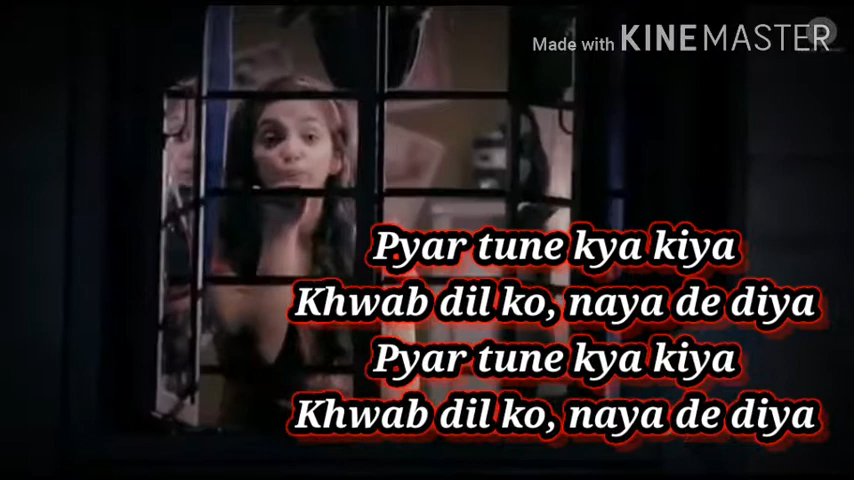 Made with KINEMASTER
Pyar tune kya kiya
Khwab dil ko, naya de diya
Pyar tune kya kiya
Khwab dil ko, naya de diya